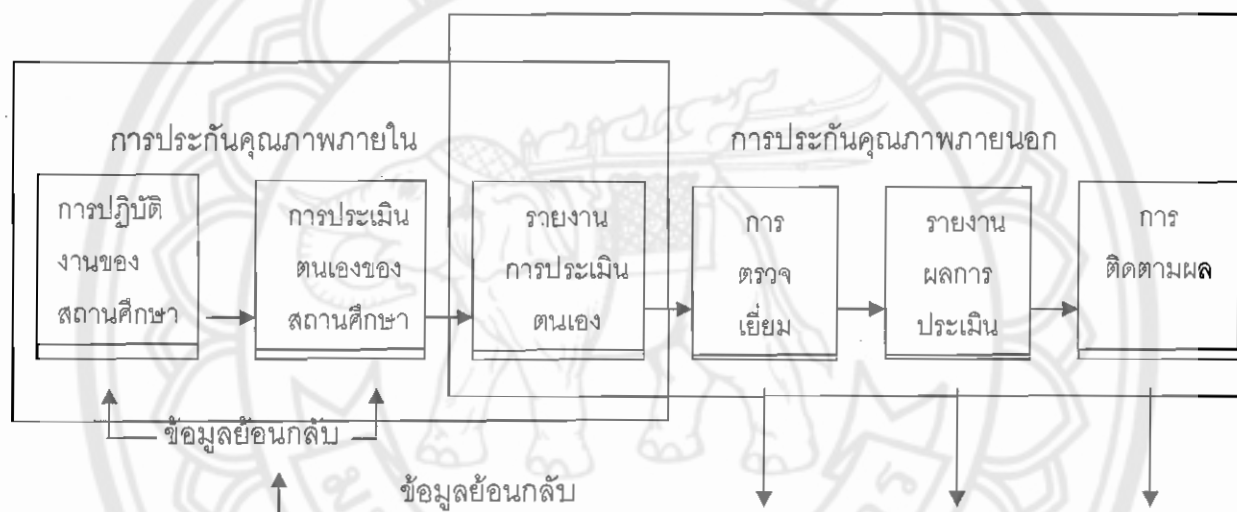 การประกันคุณภาพภายใน
การประกันคุณภาพภายนอก
การปฏิบัติ
งานของ
สถานศึกษา
การประเมิน
ตนเองของ
สถานศึกษา
รายงาน
การประเมิน
ตนเอง
การ
ตรวจ
เยี่ยม
รายงาน
ผลการ
ประเมิน
การ
ติดตามผล
ข้อมูลย้อนกลับ
ข้อมูลย้อนกลับ